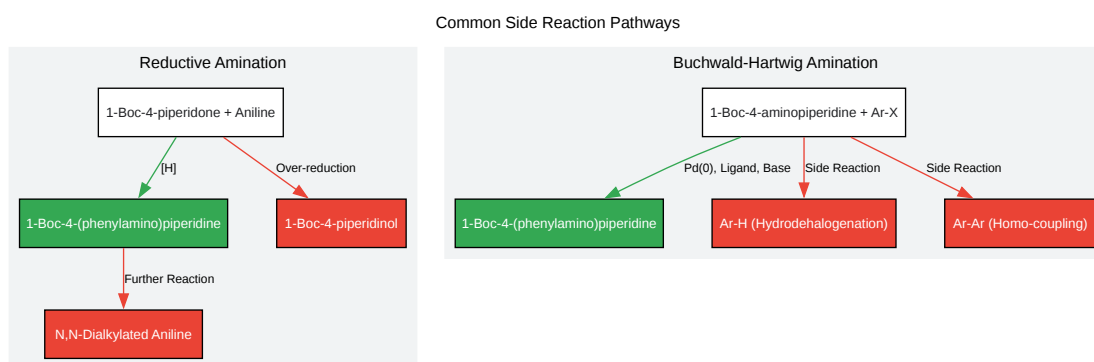 Common Side Reaction Pathways
Reductive Amination
1-Boc-4-piperidone + Aniline
[H]
Over-reduction
1-Boc-4-(phenylamino)piperidine
1-Boc-4-piperidinol
Further Reaction
N,N-Dialkylated Aniline
Buchwald-Hartwig Amination
1-Boc-4-aminopiperidine + Ar-X
Pd(0), Ligand, Base
Side Reaction
Side Reaction
1-Boc-4-(phenylamino)piperidine
Ar-H (Hydrodehalogenation)
Ar-Ar (Homo-coupling)